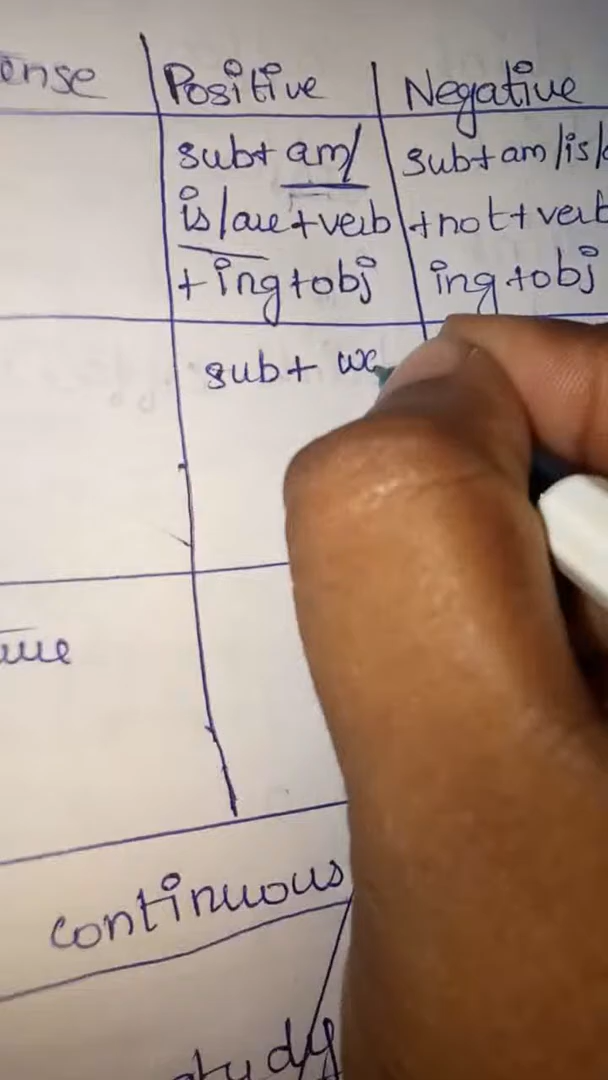 ense Positive Negative
sub+ am/ sub+am/is/
is/are+verb +not+verb
+ing+obj ing+obj
sub+ we
ure
continuous
study